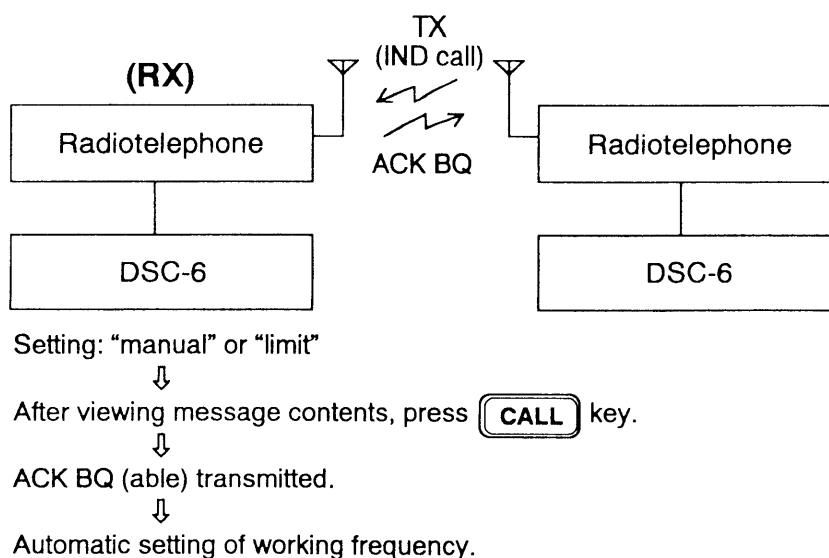 TX
(IND call)
(RX)
Radiotelephone
Radiotelephone
ACK BQ
DSC-6
DSC-6
Setting: “manual” or “limit”
After viewing message contents, press CALL key.
ACK BQ (able) transmitted.
Automatic setting of working frequency.